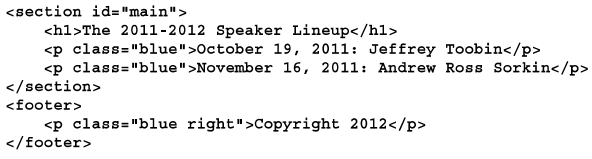 <section id="main">
    <h1>The 2011-2012 Speaker Lineup</h1>
    <p class="blue">October 19, 2011: Jeffrey Toobin</p>
    <p class="blue">November 16, 2011: Andrew Ross Sorkin</p>
</section>
<footer>
    <p class="blue right">Copyright 2012</p>
</footer>